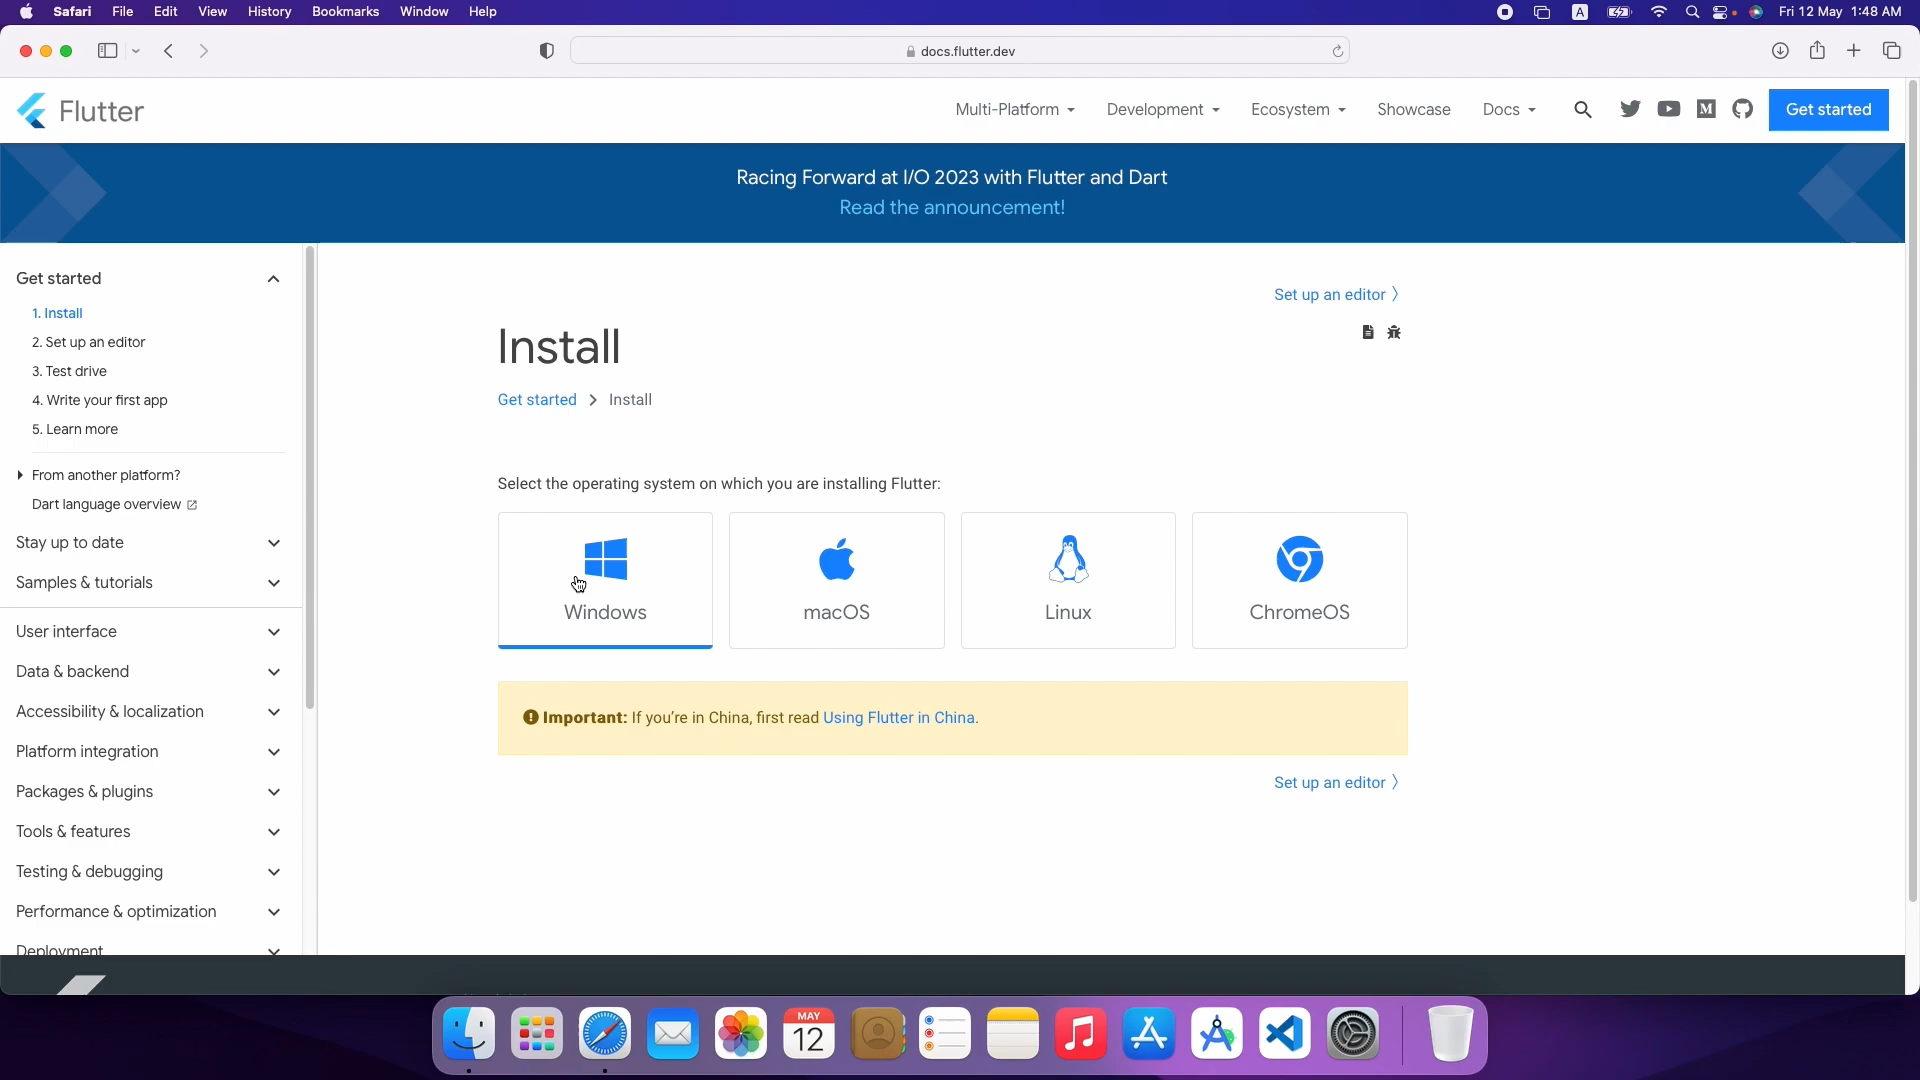 Safari File Edit View History Bookmarks Window Help
A
Fri 12 May 1:48 AM
docs.flutter.dev
Flutter
Multi-Platform
Development
Ecosystem
Showcase
Docs
M
Get started
Racing Forward at I/O 2023 with Flutter and Dart
Read the announcement!
Get started
1. Install
2. Set up an editor
3. Test drive
4. Write your first app
5. Learn more
From another platform?
Dart language overview
Stay up to date
Samples & tutorials
User interface
Data & backend
Accessibility & localization
Platform integration
Packages & plugins
Tools & features
Testing & debugging
Performance & optimization
Deployment
Set up an editor
Install
Get started > Install
Select the operating system on which you are installing Flutter:
Windows
macOS
Linux
ChromeOS
Important: If you’re in China, first read Using Flutter in China.
Set up an editor
MAY
12